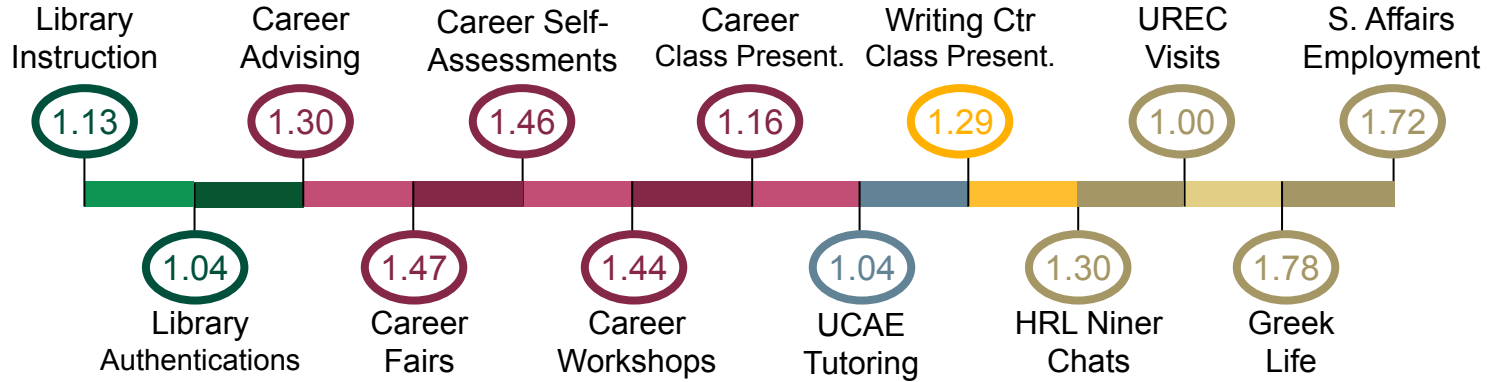 Library
Instruction
1.13
Career
Advising
1.30
Career Self-
Assessments
1.46
Career
Class Present.
1.16
Writing Ctr
Class Present.
1.29
UREC
Visits
1.00
S. Affairs
Employment
1.72
1.04
Library
Authentications
1.47
Career
Fairs
1.44
Career
Workshops
1.04
UCAE
Tutoring
1.30
HRL Niner
Chats
1.78
Greek
Life